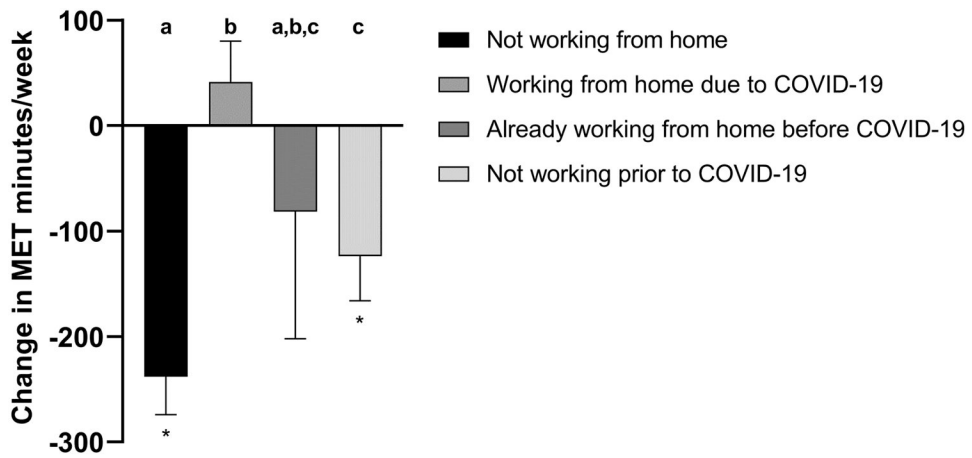 Change in MET minutes/week
100
0
-100
-200
-300
a
b
a,b,c
c
*
*
Not working from home
Working from home due to COVID-19
Already working from home before COVID-19
Not working prior to COVID-19